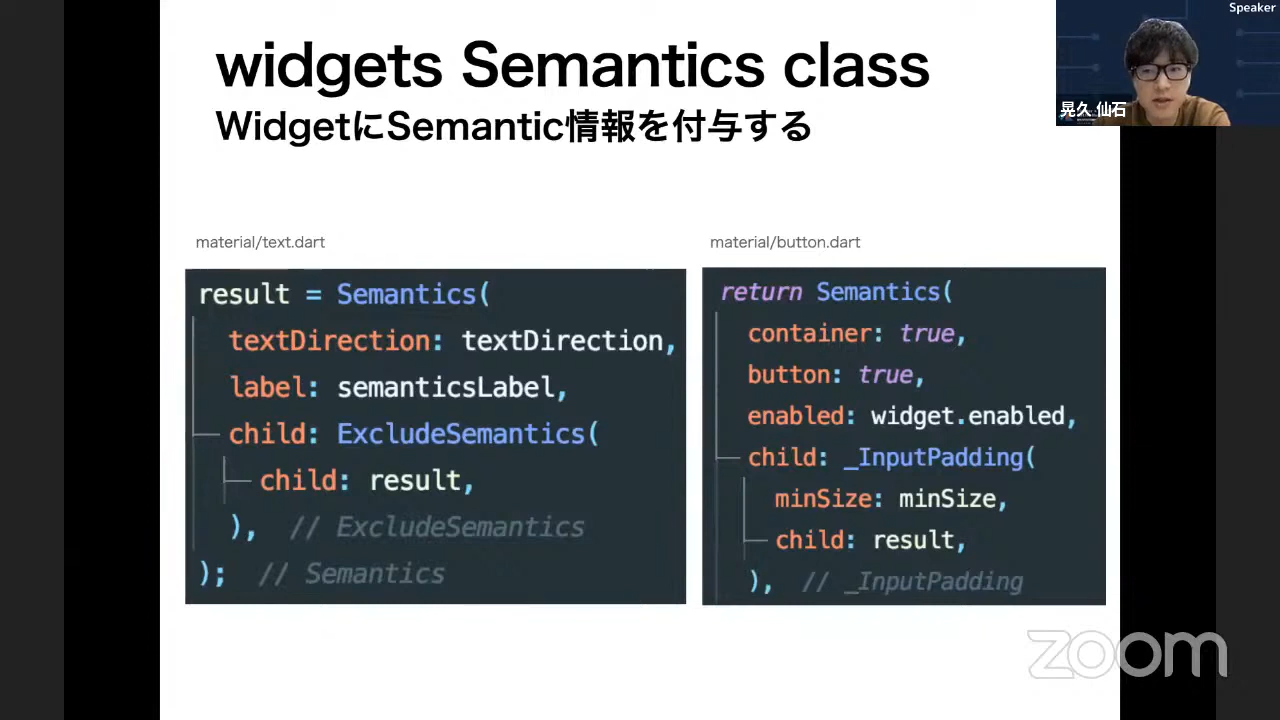 widgets Semantics class
WidgetにSemantic情報を付与する
Speaker
晃久 仙石
material/text.dart
result = Semantics(
textDirection: textDirection,
label: semanticsLabel,
child: ExcludeSemantics(
child: result,
), // ExcludeSemantics
); // Semantics
material/button.dart
return Semantics(
container: true,
button: true,
enabled: widget.enabled,
child: _InputPadding(
minSize: minSize,
child: result,
), // _InputPadding
zoom